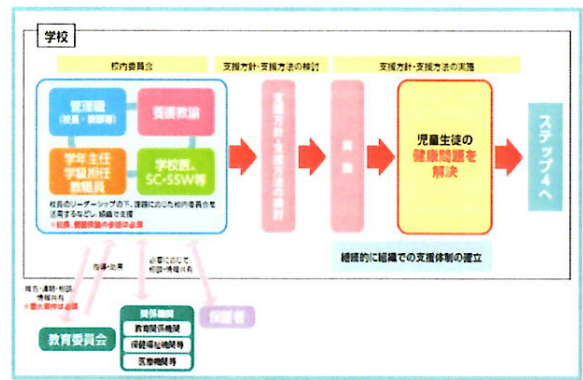 学校
校内委員会
支援方針・支援方法の検討
支援方針・支援方法の実施
管理職
(校長・教頭等)
養護教諭
学年主任
学級担任
教職員
学校医、
SC・SSW等
校長のリーダーシップの下、課題に応じた校内委員会を
活用するなどし、組織で支援
※校長、養護教諭の参加は必須
支援方針・支援方法の検討
実施
児童生徒の
健康問題を
解決
ステップ4へ
継続的に組織での支援体制の確立
報告・連絡・相談
情報共有
指導・助言
必要に応じて
相談・情報共有
教育委員会
関係機関
教育関係機関
保健福祉機関等
医療機関等
保護者